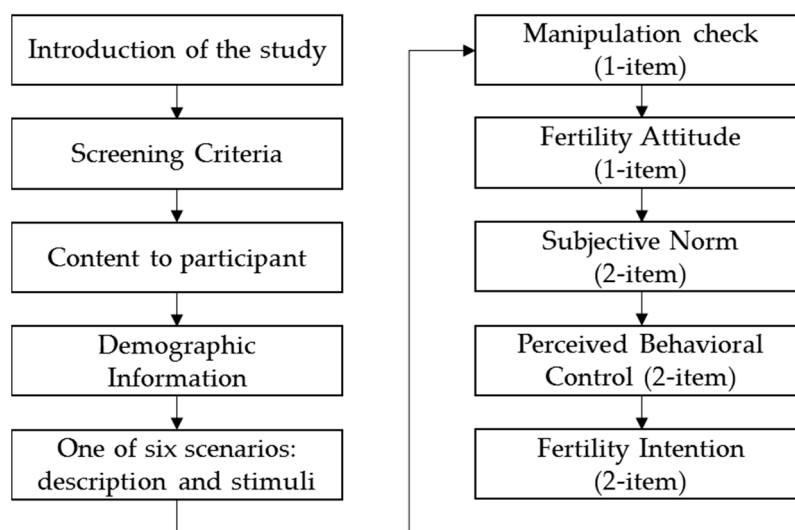 Introduction of the study
Screening Criteria
Content to participant
Demographic
Information
One of six scenarios:
description and stimuli
Manipulation check
(1-item)
Fertility Attitude
(1-item)
Subjective Norm
(2-item)
Perceived Behavioral
Control (2-item)
Fertility Intention
(2-item)